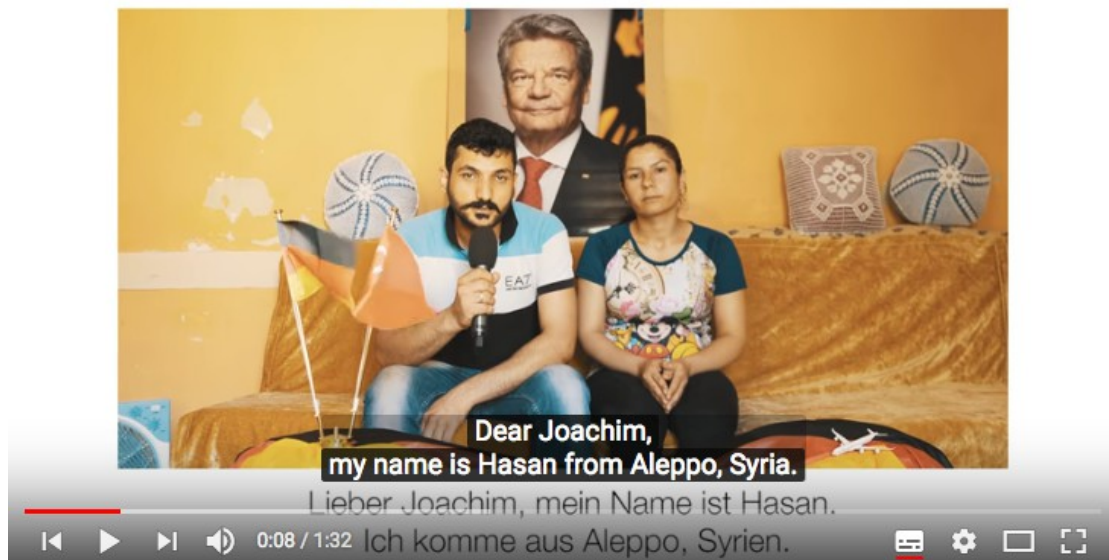 EA7
Dear Joachim,
my name is Hasan from Aleppo, Syria.
Lieber Joachim, mein Name ist Hasan.
0:08 / 1:32 Ich komme aus Aleppo, Syrien.